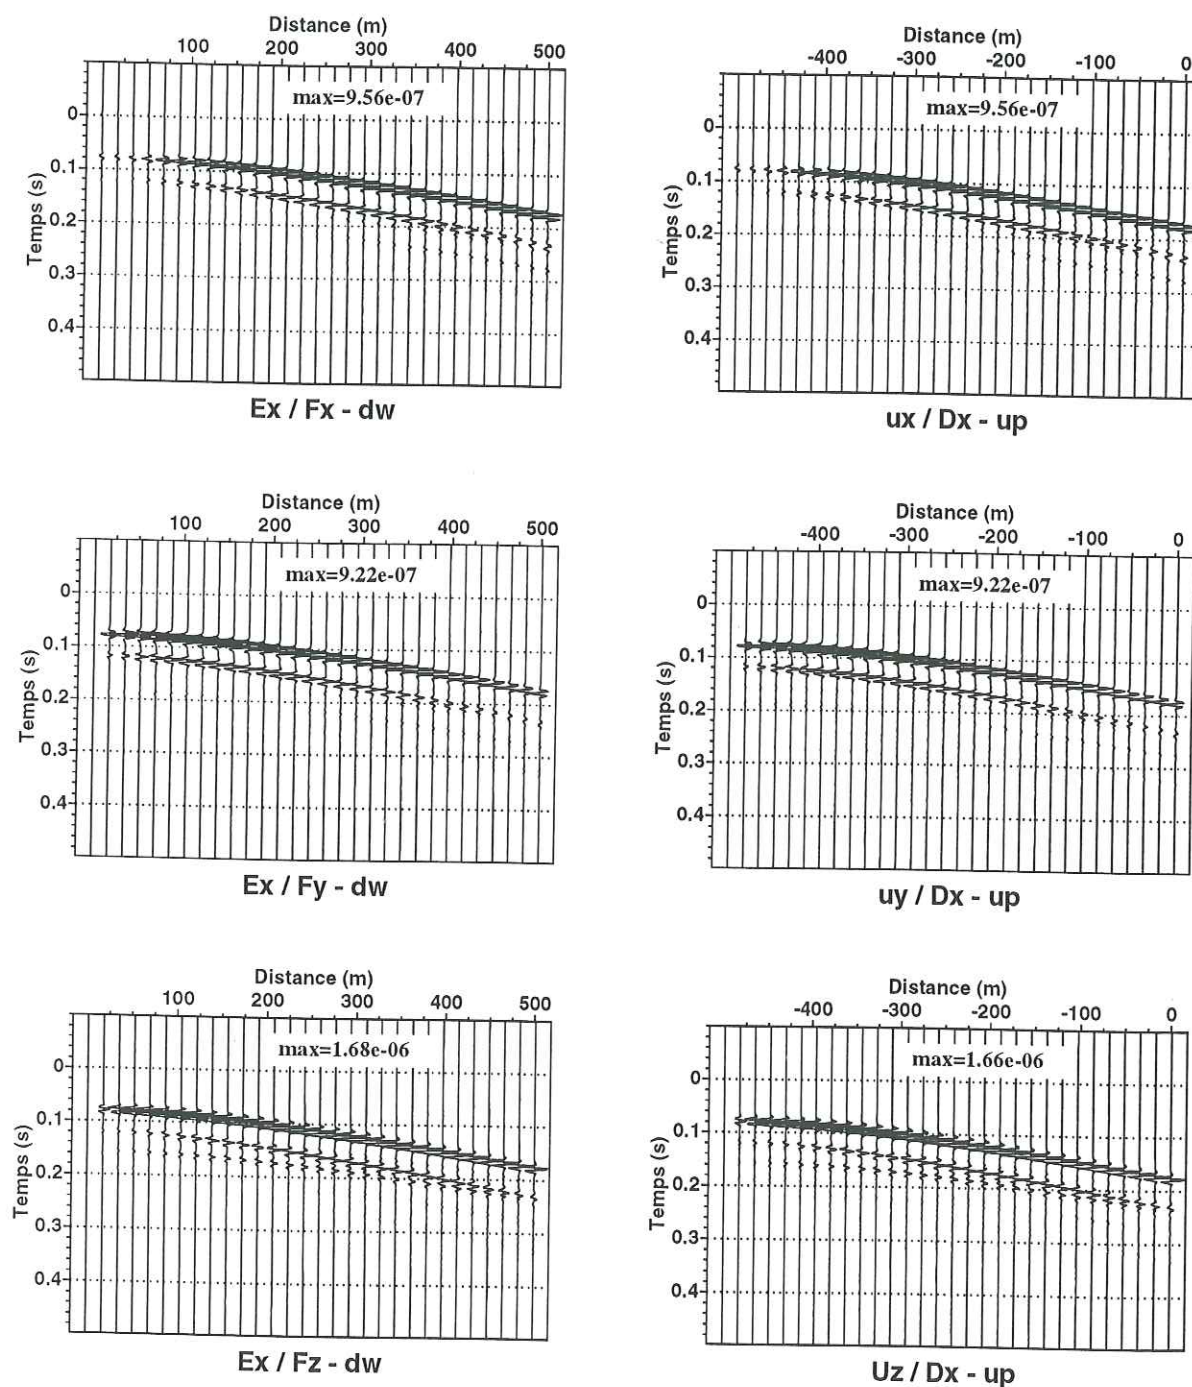 Distance (m)
100 200 300 400 500
max=9.56e-07
0
0.1
0.2
0.3
0.4
Temps (s)
Ex / Fx - dw
Distance (m)
-400 -300 -200 -100 0
max=9.56e-07
0
0.1
0.2
0.3
0.4
Temps (s)
ux / Dx - up
Distance (m)
100 200 300 400 500
max=9.22e-07
0
0.1
0.2
0.3
0.4
Temps (s)
Ex / Fy - dw
Distance (m)
-400 -300 -200 -100 0
max=9.22e-07
0
0.1
0.2
0.3
0.4
Temps (s)
uy / Dx - up
Distance (m)
100 200 300 400 500
max=1.68e-06
0
0.1
0.2
0.3
0.4
Temps (s)
Ex / Fz - dw
Distance (m)
-400 -300 -200 -100 0
max=1.66e-06
0
0.1
0.2
0.3
0.4
Temps (s)
Uz / Dx - up